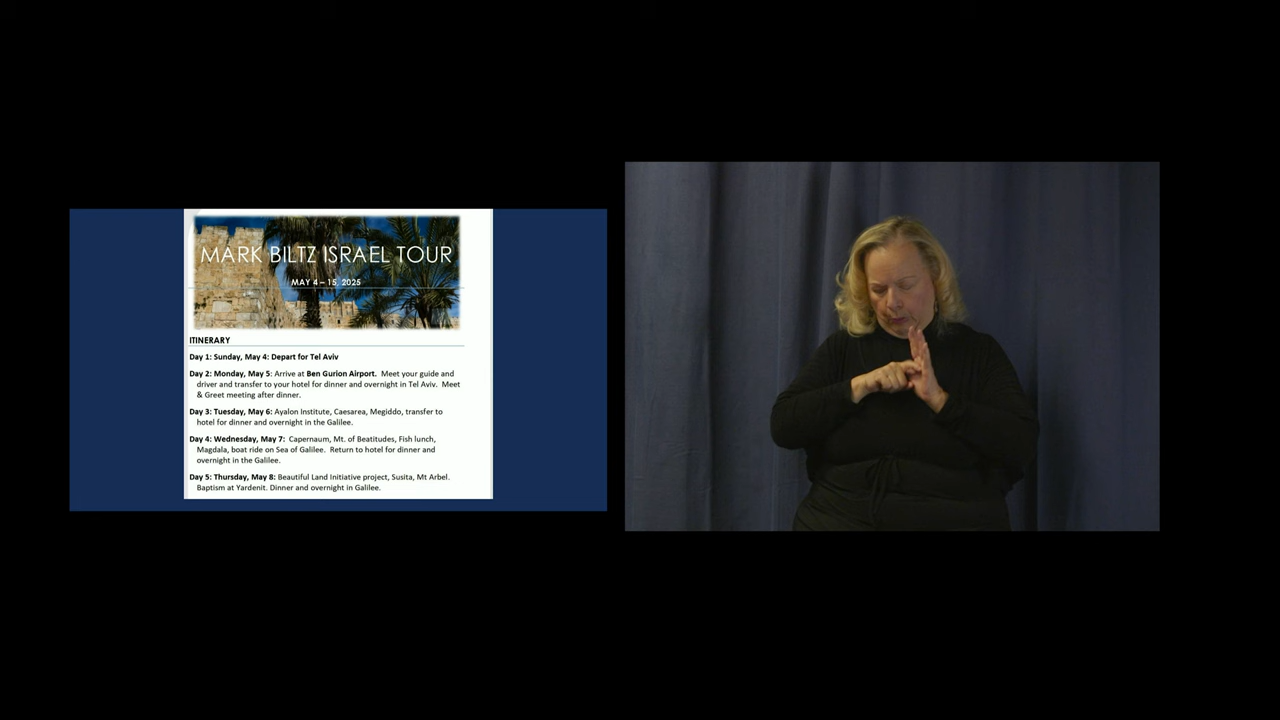 MARK BILTZ ISRAEL TOUR
MAY 4 – 15, 2025
ITINERARY
Day 1: Sunday, May 4: Depart for Tel Aviv
Day 2: Monday, May 5: Arrive at Ben Gurion Airport. Meet your guide and
driver and transfer to your hotel for dinner and overnight in Tel Aviv. Meet
& Greet meeting after dinner.
Day 3: Tuesday, May 6: Ayalon Institute, Caesarea, Megiddo, transfer to
hotel for dinner and overnight in the Galilee.
Day 4: Wednesday, May 7: Capernaum, Mt. of Beatitudes, Fish lunch,
Magdala, boat ride on Sea of Galilee. Return to hotel for dinner and
overnight in the Galilee.
Day 5: Thursday, May 8: Beautiful Land Initiative project, Susita, Mt Arbel.
Baptism at Yardenit. Dinner and overnight in Galilee.